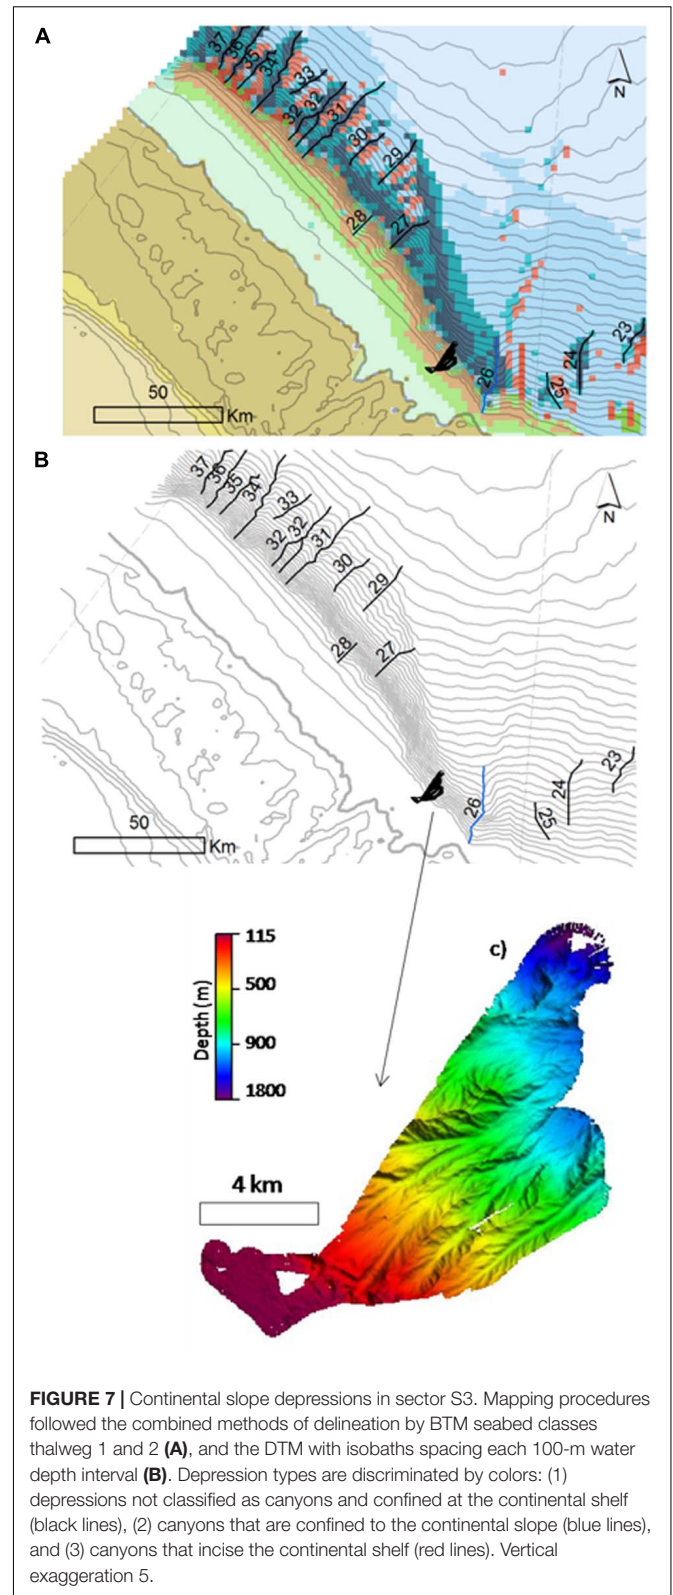 A
37
36
35
34
33
32
32
31
30
29
28
27
26
25
24
23
N
50
Km
B
37
36
35
34
33
32
32
31
30
29
28
27
26
25
24
23
N
50
Km
c)
115
500
900
1800
Depth (m)
4 km
FIGURE 7 | Continental slope depressions in sector S3. Mapping procedures
followed the combined methods of delineation by BTM seabed classes
thalweg 1 and 2 (A), and the DTM with isobaths spacing each 100-m water
depth interval (B). Depression types are discriminated by colors: (1)
depressions not classified as canyons and confined at the continental shelf
(black lines), (2) canyons that are confined to the continental slope (blue lines),
and (3) canyons that incise the continental shelf (red lines). Vertical
exaggeration 5.